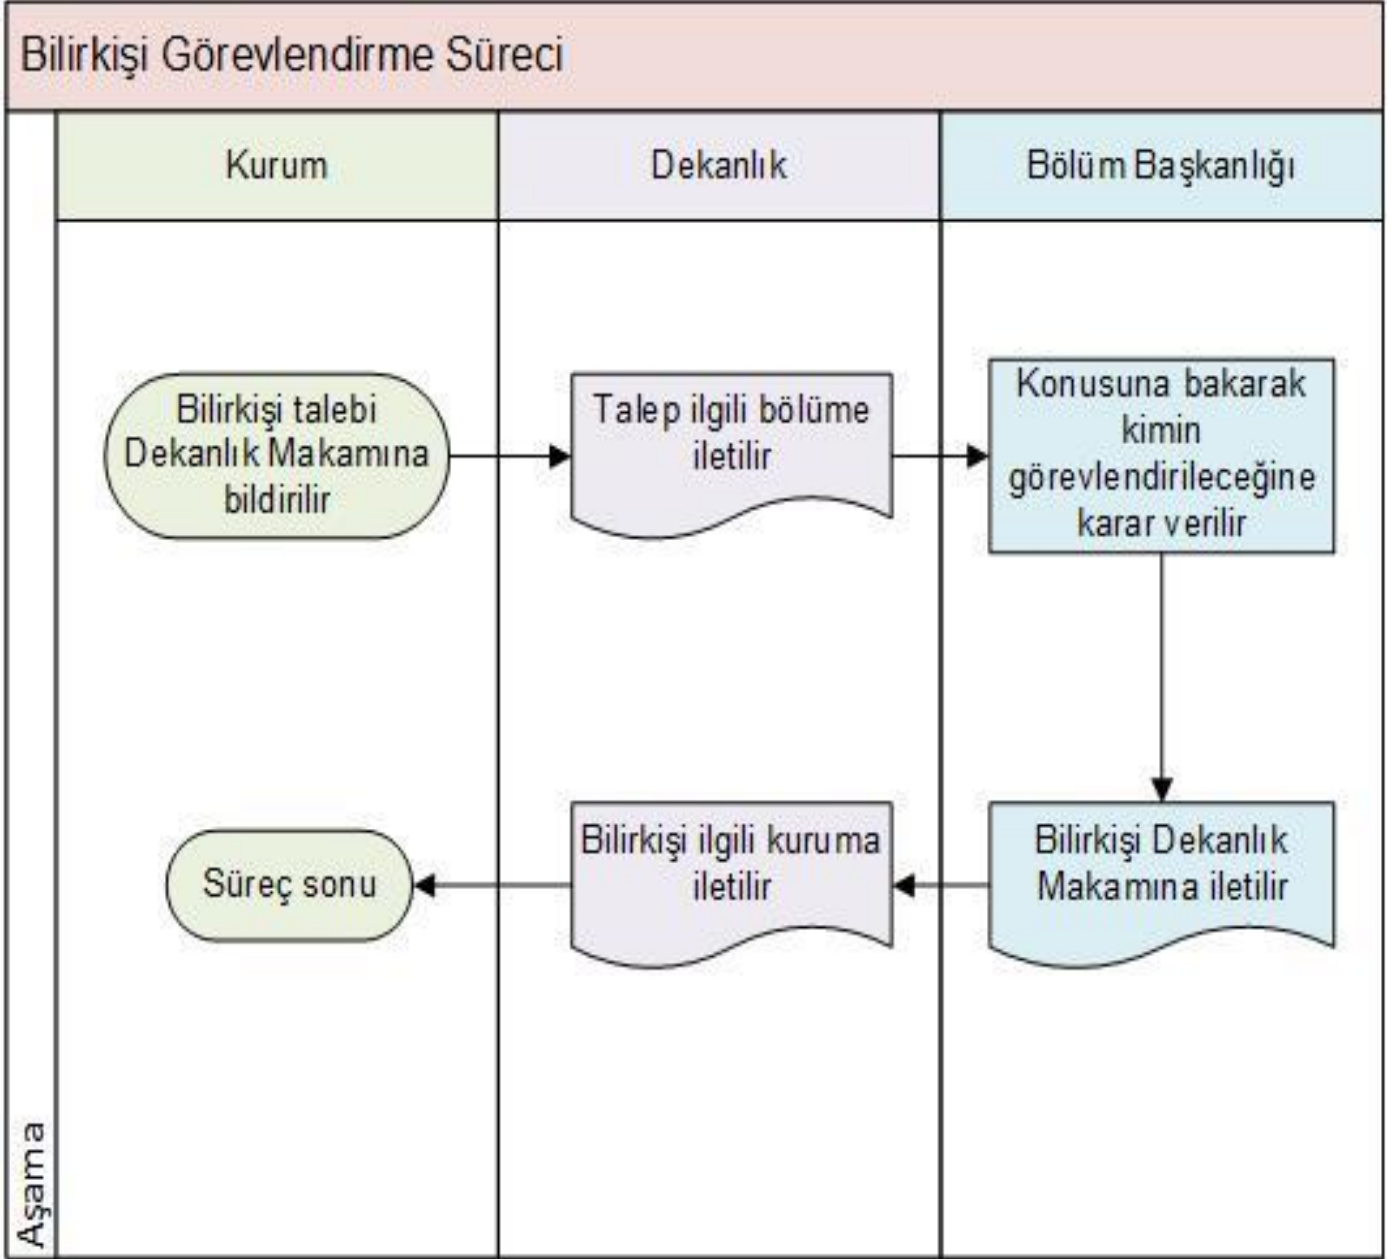 Bilirkişi Görevlendirme Süreci
Kurum
Dekanlık
Bölüm Başkanlığı
Bilirkişi talebi
Dekanlık Makamına
bildirilir
Talep ilgili bölüme
iletilir
Konusuna bakarak
kimin
görevlendirileceğine
karar verilir
Süreç sonu
Bilirkişi ilgili kuruma
iletilir
Bilirkişi Dekanlık
Makamına iletilir
Aşama